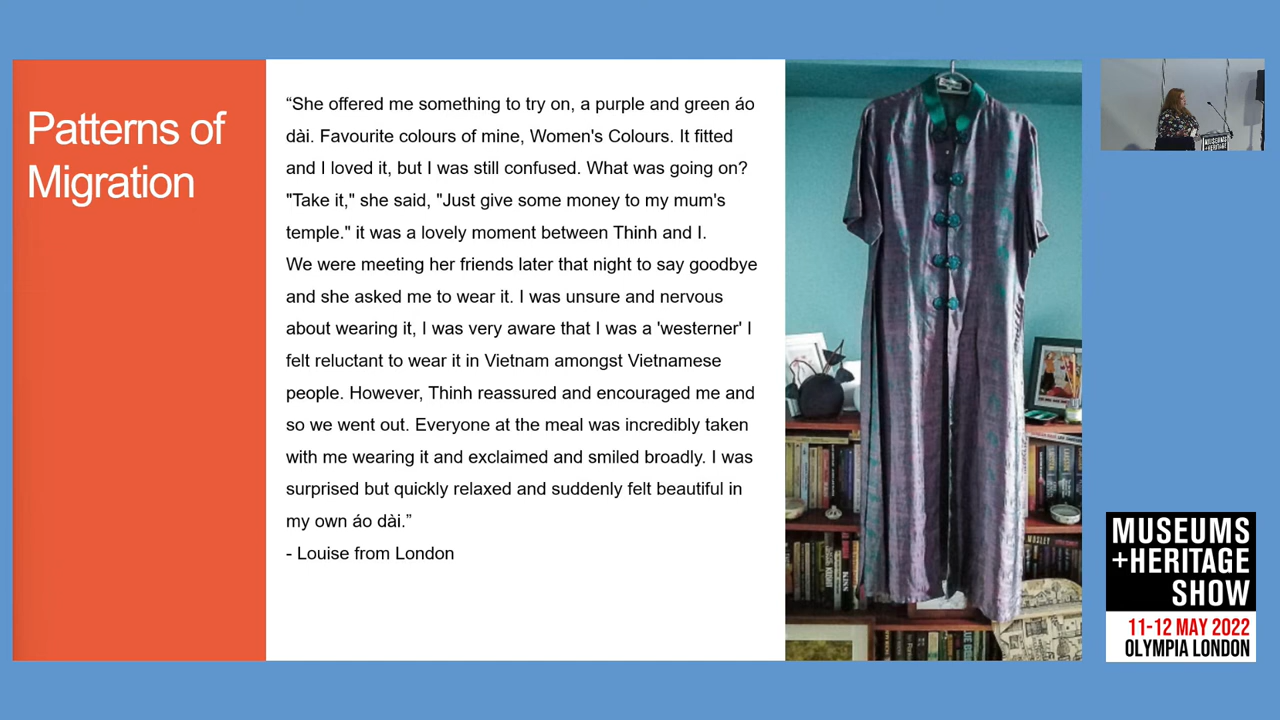 Patterns of
Migration
“She offered me something to try on, a purple and green áo
dài. Favourite colours of mine, Women's Colours. It fitted
and I loved it, but I was still confused. What was going on?
"Take it," she said, "Just give some money to my mum's
temple." it was a lovely moment between Thinh and I.
We were meeting her friends later that night to say goodbye
and she asked me to wear it. I was unsure and nervous
about wearing it, I was very aware that I was a 'westerner' I
felt reluctant to wear it in Vietnam amongst Vietnamese
people. However, Thinh reassured and encouraged me and
so we went out. Everyone at the meal was incredibly taken
with me wearing it and exclaimed and smiled broadly. I was
surprised but quickly relaxed and suddenly felt beautiful in
my own áo dài.”
- Louise from London
KISS
MUSEUMS
+HERITAGE
MUSEUMS
+HERITAGE
SHOW
11-12 MAY 2022
OLYMPIA LONDON